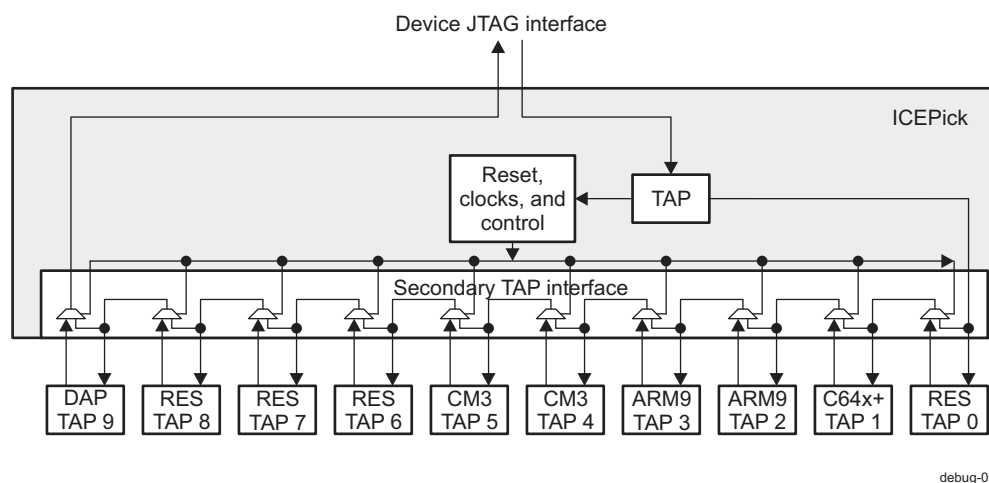 Device JTAG interface
ICEPick
Reset,
clocks, and
control
TAP
Secondary TAP interface
DAP
TAP 9
RES
TAP 8
RES
TAP 7
RES
TAP 6
CM3
TAP 5
CM3
TAP 4
ARM9
TAP 3
ARM9
TAP 2
C64x+
TAP 1
RES
TAP 0
debug-0